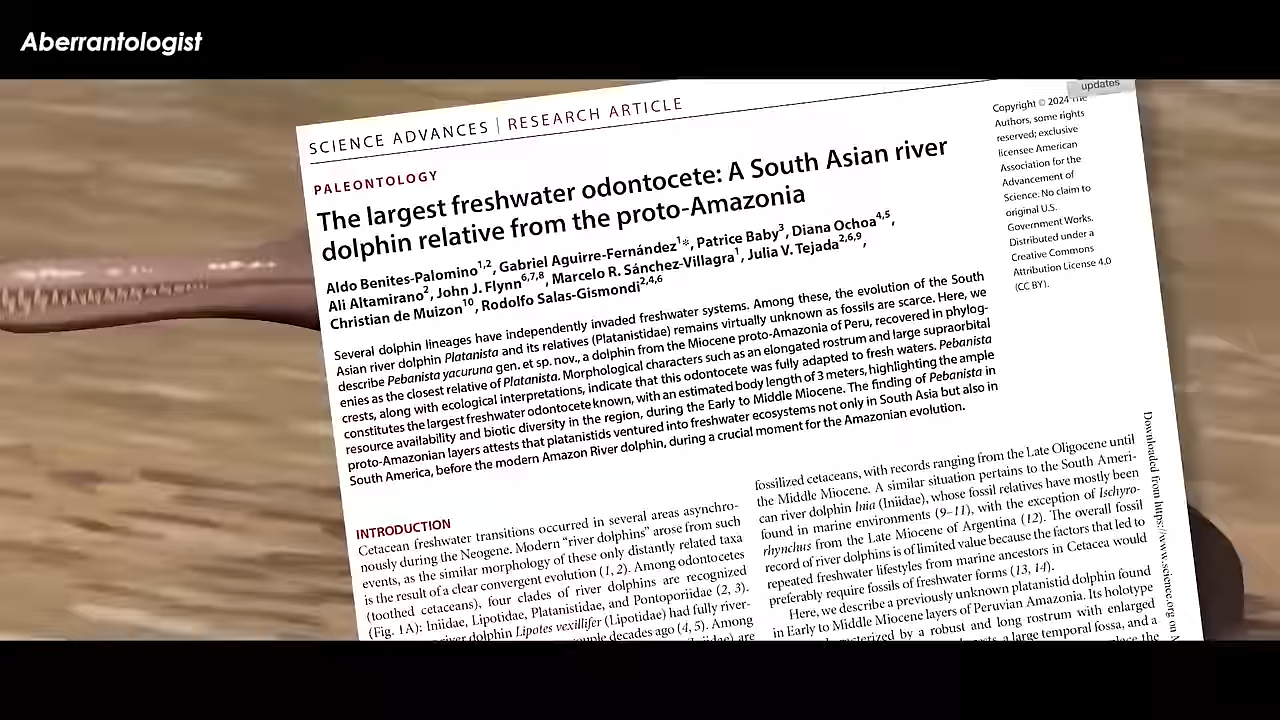 Aberrantologist
SCIENCE ADVANCES | RESEARCH ARTICLE
PALEONTOLOGY
The largest freshwater odontocete: A South Asian river
dolphin relative from the proto-Amazonia
Aldo Benites-Palomino1,2, Gabriel Aguirre-Fernández1*, Patrice Baby3, Diana Ochoa4,5,
Ali Altamirano2, John J. Flynn6,7,8, Marcelo R. Sánchez-Villagra1, Julia V. Tejada2,6,9,
Christian de Muizon10, Rodolfo Salas-Gismondi2,4,6
Several dolphin lineages have independently invaded freshwater systems. Among these, the evolution of the South
Asian river dolphin Platanista and its relatives (Platanistidae) remains virtually unknown as fossils are scarce. Here, we
describe Pebanista yacuruna gen. et sp. nov., a dolphin from the Miocene proto-Amazonia of Peru, recovered in phylog-
enies as the closest relative of Platanista. Morphological characters such as an elongated rostrum and large supraorbital
crests, along with ecological interpretations, indicate that this odontocete was fully adapted to fresh waters. Pebanista
constitutes the largest freshwater odontocete known, with an estimated body length of 3 meters, highlighting the ample
resource availability and biotic diversity in the region, during the Early to Middle Miocene. The finding of Pebanista in
proto-Amazonian layers attests that platanistids ventured into freshwater ecosystems not only in South Asia but also in
South America, before the modern Amazon River dolphin, during a crucial moment for the Amazonian evolution.
updates
Copyright © 2024 The
Authors, some rights
reserved; exclusive
licensee American
Association for the
Advancement of
Science. No claim to
original U.S.
Government Works.
Distributed under a
Creative Commons
Attribution License 4.0
(CC BY).
INTRODUCTION
Cetacean freshwater transitions occurred in several areas asynchro-
nously during the Neogene. Modern “river dolphins” arose from such
events, as the similar morphology of these only distantly related taxa
is the result of a clear convergent evolution (1, 2). Among odontocetes
(toothed cetaceans), four clades of river dolphins are recognized
(Fig. 1A): Iniidae, Lipotidae, Platanistidae, and Pontoporiidae (2, 3).
river dolphin Lipotes vexillifer (Lipotidae) had fully river-
couple decades ago (4, 5). Among
are
fossilized cetaceans, with records ranging from the Late Oligocene until
the Middle Miocene. A similar situation pertains to the South Ameri-
can river dolphin Inia (Iniidae), whose fossil relatives have mostly been
found in marine environments (9–11), with the exception of Ischyro-
rhynchus from the Late Miocene of Argentina (12). The overall fossil
record of river dolphins is of limited value because the factors that led to
repeated freshwater lifestyles from marine ancestors in Cetacea would
preferably require fossils of freshwater forms (13, 14).
Here, we describe a previously unknown platanistid dolphin found
in Early to Middle Miocene layers of Peruvian Amazonia. Its holotype
by a robust and long rostrum with enlarged
a large temporal fossa, and a
place the
Downloaded from https://www.science.org on